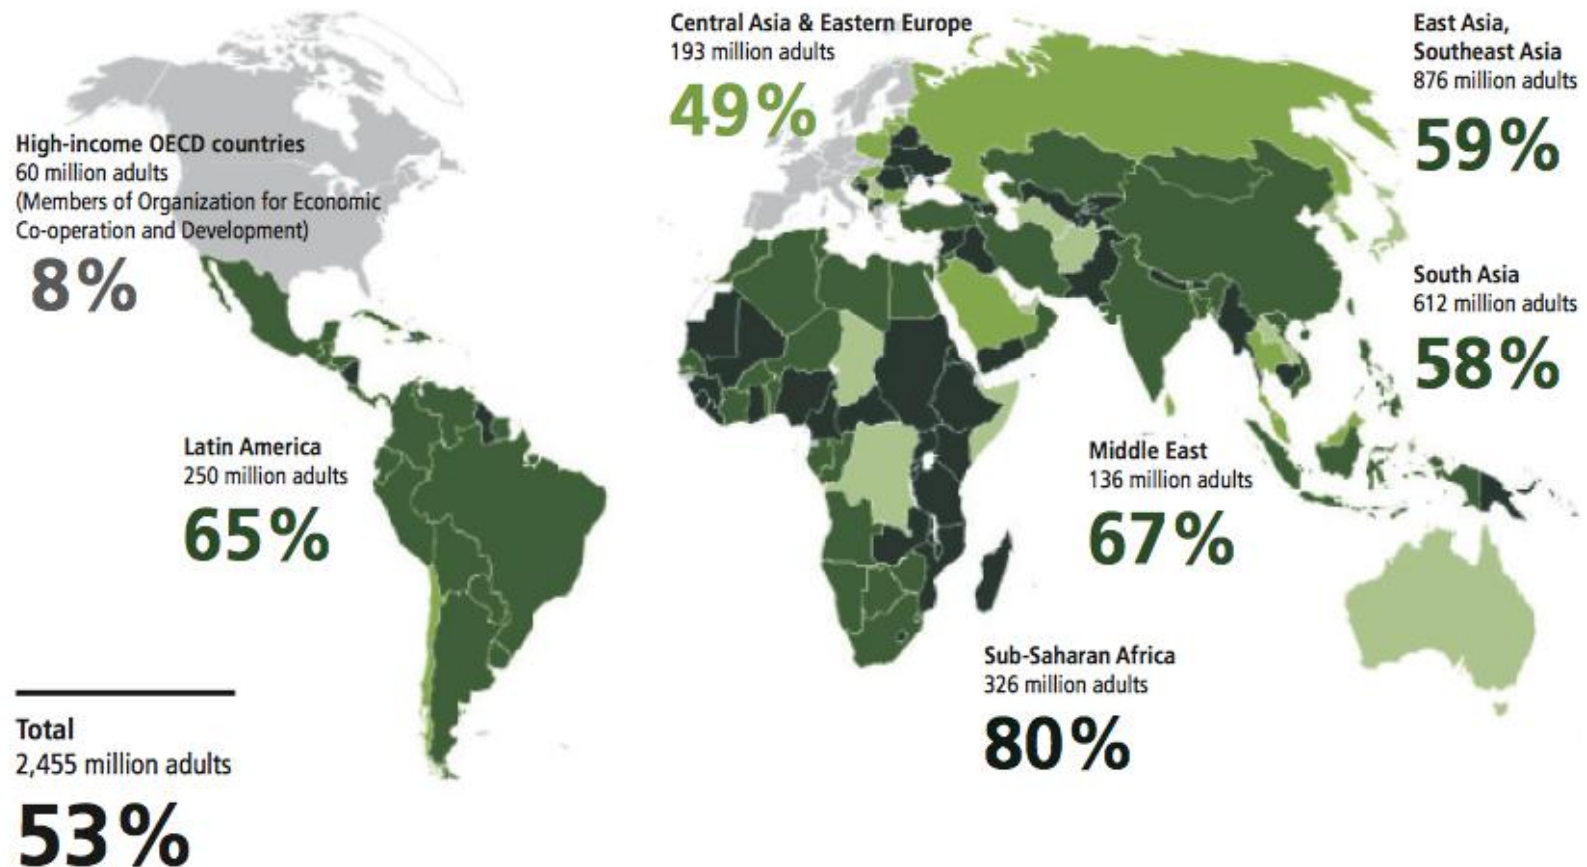 High-income OECD countries
60 million adults
(Members of Organization for Economic
Co-operation and Development)
8%
Latin America
250 million adults
65%
Total
2,455 million adults
53%
Central Asia & Eastern Europe
193 million adults
49%
East Asia,
Southeast Asia
876 million adults
59%
South Asia
612 million adults
58%
Middle East
136 million adults
67%
Sub-Saharan Africa
326 million adults
80%